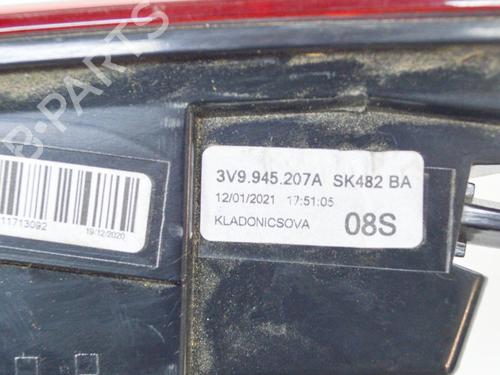 B-PARTS
3V9.945.207A SK482 BA
12/01/2021 17:51:05
KLADONICSOVA 08S
11713092
19/12/2020